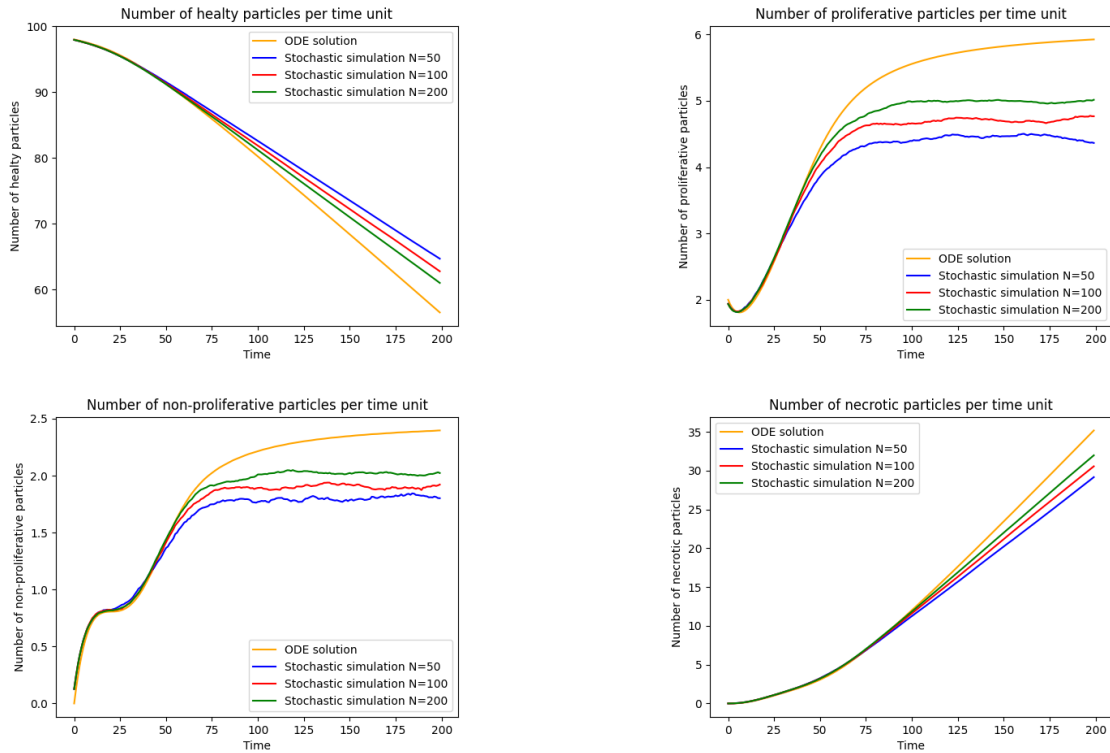 Number of healty particles per time unit
Number of healty particles
100
90
80
70
60
ODE solution
Stochastic simulation N=50
Stochastic simulation N=100
Stochastic simulation N=200
0 25 50 75 100 125 150 175 200
Time
Number of proliferative particles per time unit
Number of proliferative particles
6
5
4
3
2
ODE solution
Stochastic simulation N=50
Stochastic simulation N=100
Stochastic simulation N=200
0 25 50 75 100 125 150 175 200
Time
Number of non-proliferative particles per time unit
Number of non-proliferative particles
2.5
2.0
1.5
1.0
0.5
0.0
ODE solution
Stochastic simulation N=50
Stochastic simulation N=100
Stochastic simulation N=200
0 25 50 75 100 125 150 175 200
Time
Number of necrotic particles per time unit
Number of necrotic particles
35
30
25
20
15
10
5
0
ODE solution
Stochastic simulation N=50
Stochastic simulation N=100
Stochastic simulation N=200
0 25 50 75 100 125 150 175 200
Time